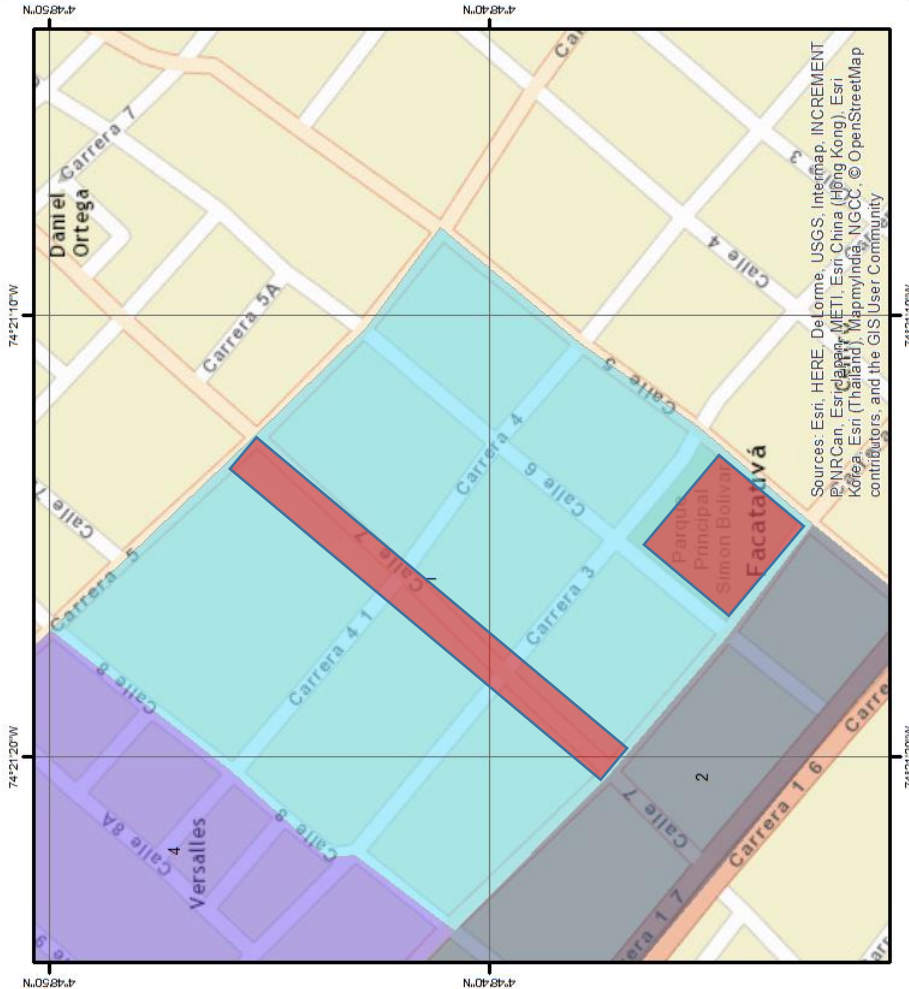 4°48'50"N
4°48'40"N
74°21'10"W
74°21'20"W
Daniel
Ortega
Carrera 7
Carrera 5A
Calle 7
Carrera 5
Calle 8
Carrera 4 1
Carrera 4
Calle 7
1
Calle 6
Carrera 3
Calle 5
Calle 4
Calle 8
Calle 8A
4
Versalles
Parque
Principal
Simon Bolivar
Facatativá
2
Calle 7
Carrera 1 6
Sources: Esri, HERE, DeLorme, USGS, Intermap, INCREMENT
P, NRCan, Esri Japan, METI, Esri China (Hong Kong), Esri
Korea, Esri (Thailand), MapmyIndia, NGCC, © OpenStreetMap
contributors, and the GIS User Community
74°21'10"W
4°48'50"N
4°48'40"N